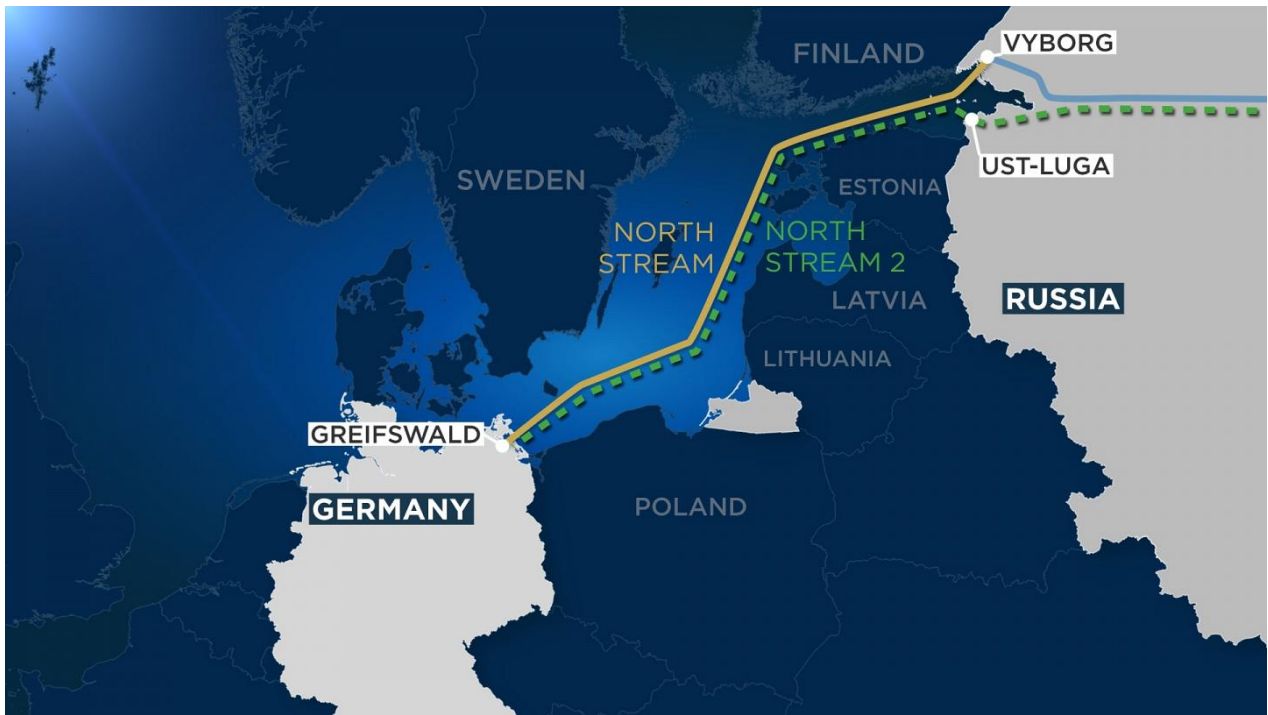 FINLAND
VYBORG
SWEDEN
UST-LUGA
ESTONIA
NORTH
STREAM
NORTH
STREAM 2
LATVIA
RUSSIA
LITHUANIA
GREIFSWALD
GERMANY
POLAND